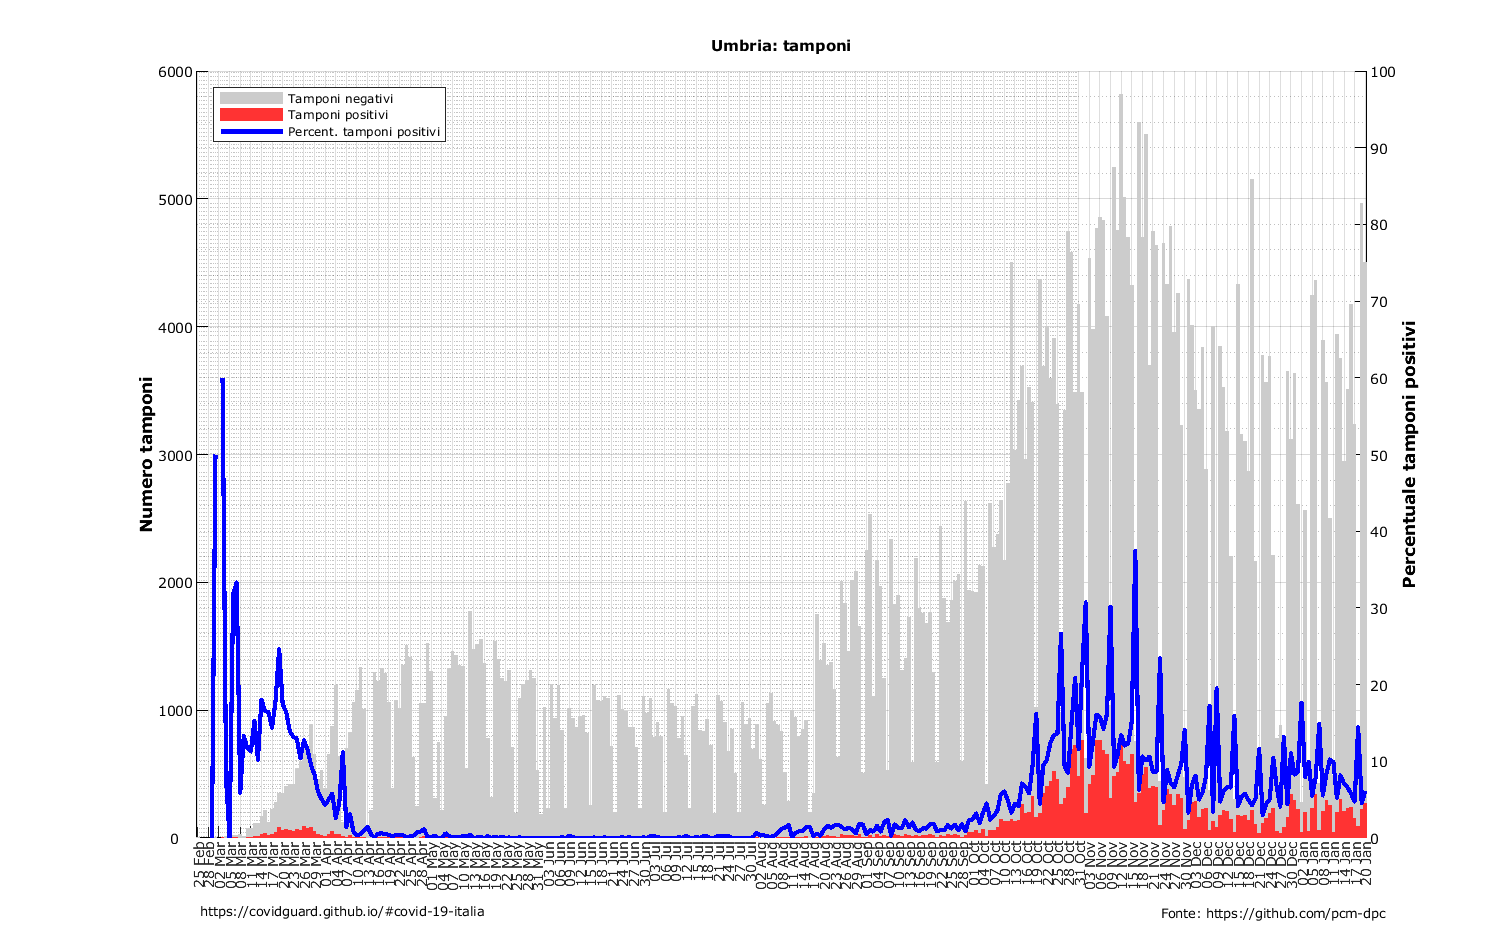 Umbria: tamponi
Tamponi negativi
Tamponi positivi
Percent. tamponi positivi
Numero tamponi
6000
5000
4000
3000
2000
1000
0
100
90
80
70
60
50
40
30
20
10
0
Percentuale tamponi positivi
25 Feb
28 Feb
02 Mar
05 Mar
08 Mar
11 Mar
14 Mar
17 Mar
20 Mar
23 Mar
26 Mar
29 Mar
01 Apr
04 Apr
07 Apr
10 Apr
13 Apr
16 Apr
19 Apr
22 Apr
25 Apr
28 Apr
01 May
04 May
07 May
10 May
13 May
16 May
19 May
22 May
25 May
28 May
31 May
03 Jun
06 Jun
09 Jun
12 Jun
15 Jun
18 Jun
21 Jun
24 Jun
27 Jun
30 Jun
03 Jul
06 Jul
09 Jul
12 Jul
15 Jul
18 Jul
21 Jul
24 Jul
27 Jul
30 Jul
02 Aug
05 Aug
08 Aug
11 Aug
14 Aug
17 Aug
20 Aug
23 Aug
26 Aug
29 Aug
01 Sep
04 Sep
07 Sep
10 Sep
13 Sep
16 Sep
19 Sep
22 Sep
25 Sep
28 Sep
01 Oct
04 Oct
07 Oct
10 Oct
13 Oct
16 Oct
19 Oct
22 Oct
25 Oct
28 Oct
31 Oct
03 Nov
06 Nov
09 Nov
12 Nov
15 Nov
18 Nov
21 Nov
24 Nov
27 Nov
30 Nov
03 Dec
06 Dec
09 Dec
12 Dec
15 Dec
18 Dec
21 Dec
24 Dec
27 Dec
30 Dec
02 Jan
05 Jan
08 Jan
11 Jan
14 Jan
17 Jan
20 Jan
https://covidguard.github.io/#covid-19-italia
Fonte: https://github.com/pcm-dpc